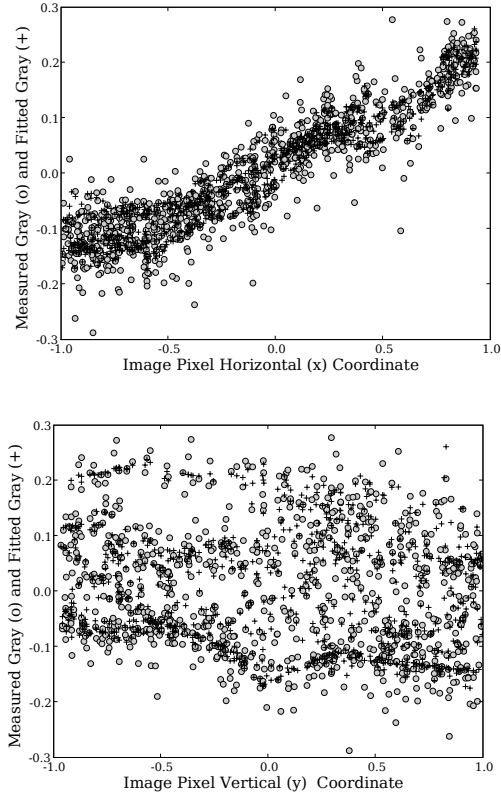 0.3
0.2
0.1
0.0
-0.1
-0.2
-0.3
Measured Gray (o) and Fitted Gray (+)
-1.0 -0.5 0.0 0.5 1.0
Image Pixel Horizontal (x) Coordinate
0.3
0.2
0.1
0.0
-0.1
-0.2
-0.3
Measured Gray (o) and Fitted Gray (+)
-1.0 -0.5 0.0 0.5 1.0
Image Pixel Vertical (y) Coordinate